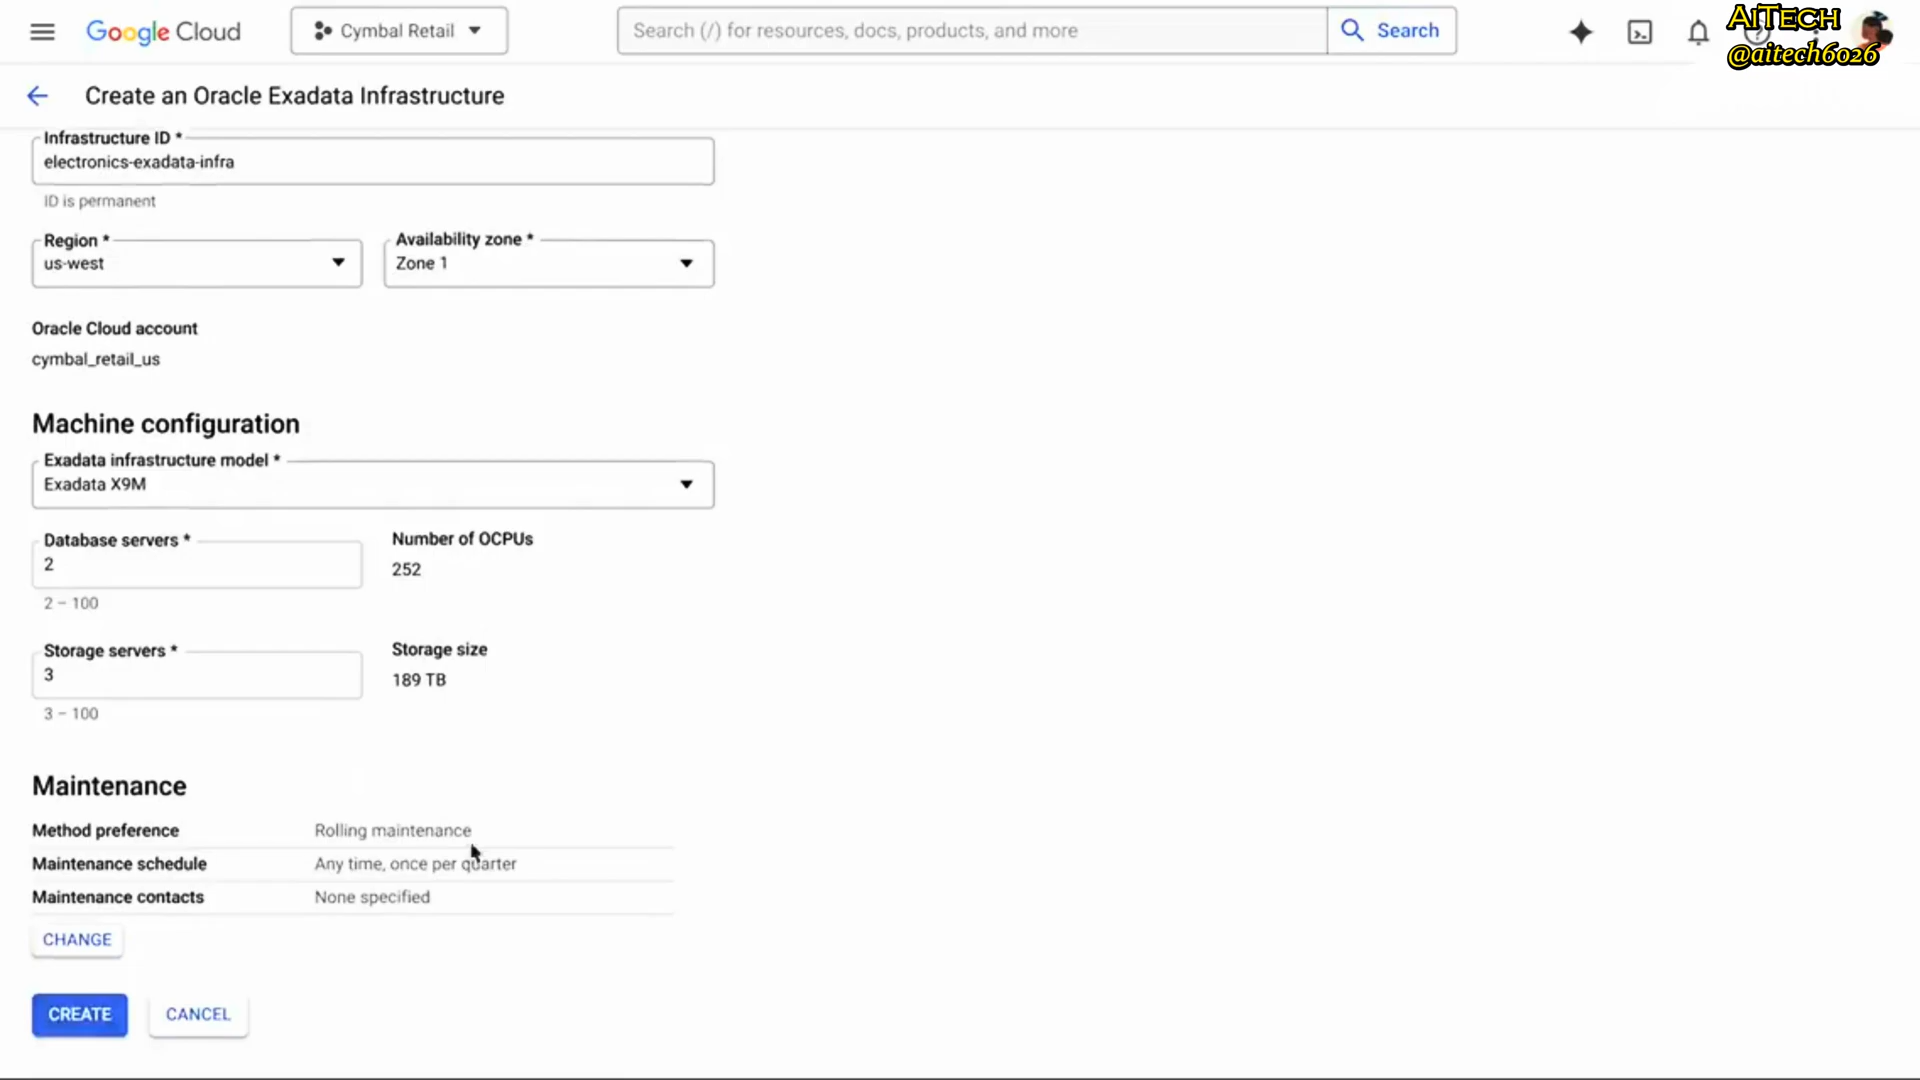 Google Cloud
Cymbal Retail
Search (/) for resources, docs, products, and more
Search
AiTech
@aitech6026
Create an Oracle Exadata Infrastructure
Infrastructure ID *
electronics-exadata-infra
ID is permanent
Region *
us-west
Availability zone *
Zone 1
Oracle Cloud account
cymbal_retail_us
Machine configuration
Exadata infrastructure model *
Exadata X9M
Database servers *
2
2 – 100
Number of OCPUs
252
Storage servers *
3
3 – 100
Storage size
189 TB
Maintenance
Method preference Rolling maintenance
Maintenance schedule Any time, once per quarter
Maintenance contacts None specified
CHANGE
CREATE
CANCEL